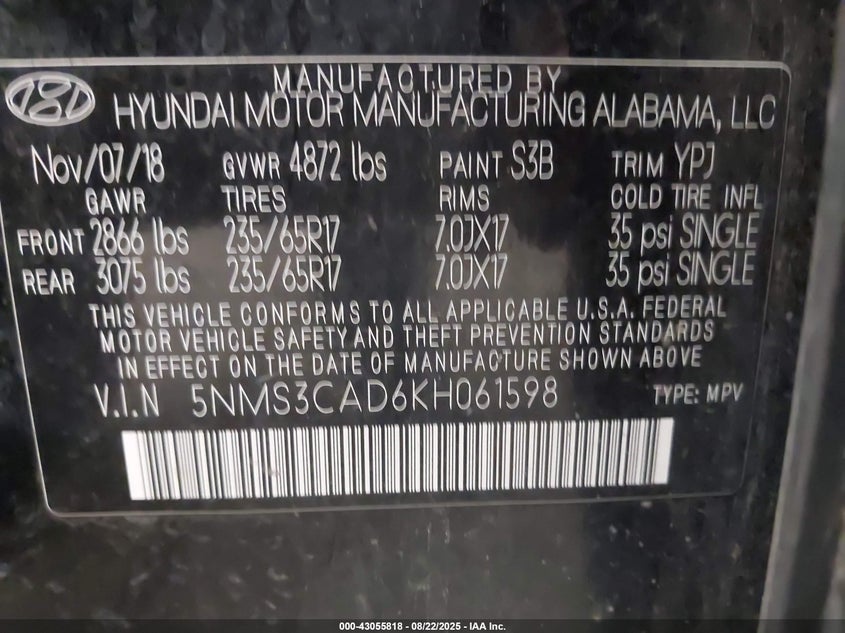 MANUFACTURED BY
HYUNDAI MOTOR MANUFACTURING ALABAMA, LLC
Nov/07/18 GVWR 4872 lbs PAINT S3B TRIM YPJ
GAWR TIRES RIMS COLD TIRE INFL
FRONT 2866 lbs 235/65R17 7.0JX17 35 psi SINGLE
REAR 3075 lbs 235/65R17 7.0JX17 35 psi SINGLE
THIS VEHICLE CONFORMS TO ALL APPLICABLE U.S.A. FEDERAL
MOTOR VEHICLE SAFETY AND THEFT PREVENTION STANDARDS
IN EFFECT ON THE DATE OF MANUFACTURE SHOWN ABOVE
V.I.N 5NMS3CAD6KH061598 TYPE: MPV
000-43055818 - 08/22/2025 - IAA Inc.